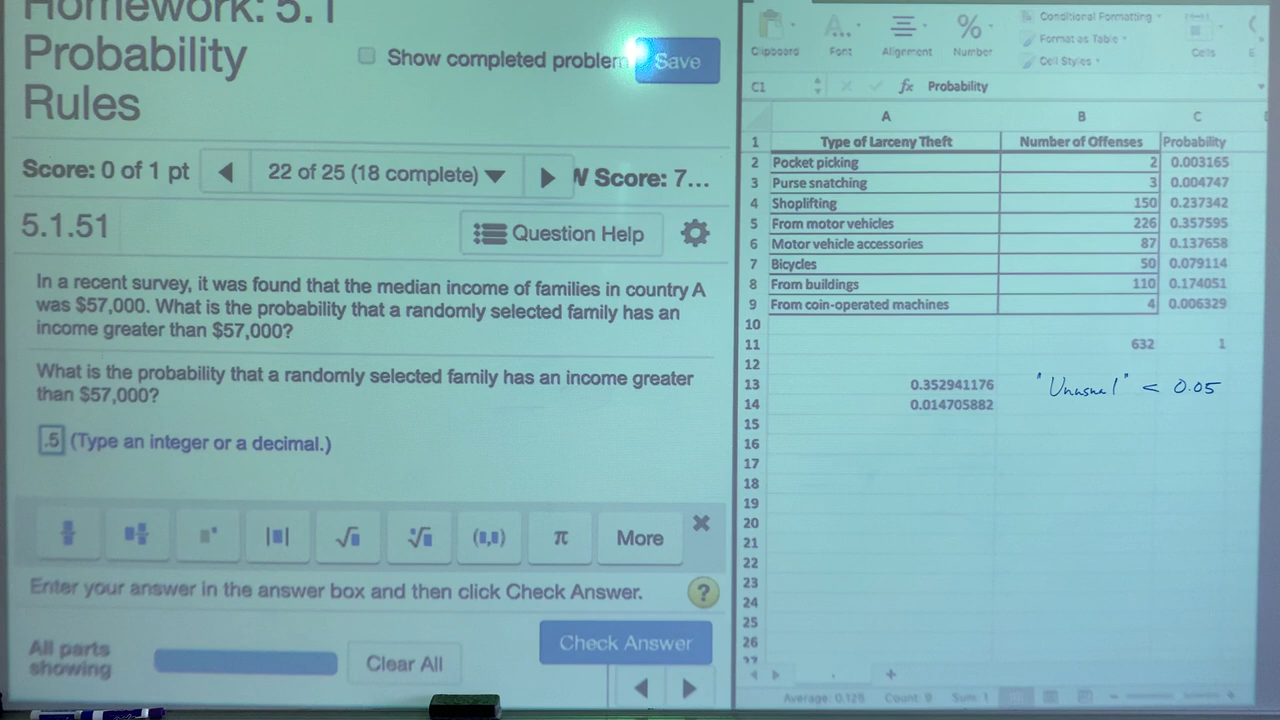 Homework: 5.1
Probability
Rules
Show completed problem
Save
Score: 0 of 1 pt
22 of 25 (18 complete)
Score: 7...
5.1.51
Question Help
In a recent survey, it was found that the median income of families in country A
was $57,000. What is the probability that a randomly selected family has an
income greater than $57,000?
What is the probability that a randomly selected family has an income greater
than $57,000?
.5 (Type an integer or a decimal.)
π
More
Enter your answer in the answer box and then click Check Answer.
?
All parts
showing
Clear All
Check Answer
Clipboard
Font
Alignment
%
Number
Conditional Formatting
Format as Table
Cell Styles
Cells
C1
fx Probability
A B C
1 Type of Larceny Theft Number of Offenses Probability
2 Pocket picking 2 0.003165
3 Purse snatching 3 0.004747
4 Shoplifting 150 0.237342
5 From motor vehicles 226 0.357595
6 Motor vehicle accessories 87 0.137658
7 Bicycles 50 0.079114
8 From buildings 110 0.174051
9 From coin-operated machines 4 0.006329
10
11 632 1
12
13 0.352941176 "Unusual" < 0.05
14 0.014705882
15
16
17
18
19
20
21
22
23
24
25
26
Average: 0.125 Count: 8 Sum: 1